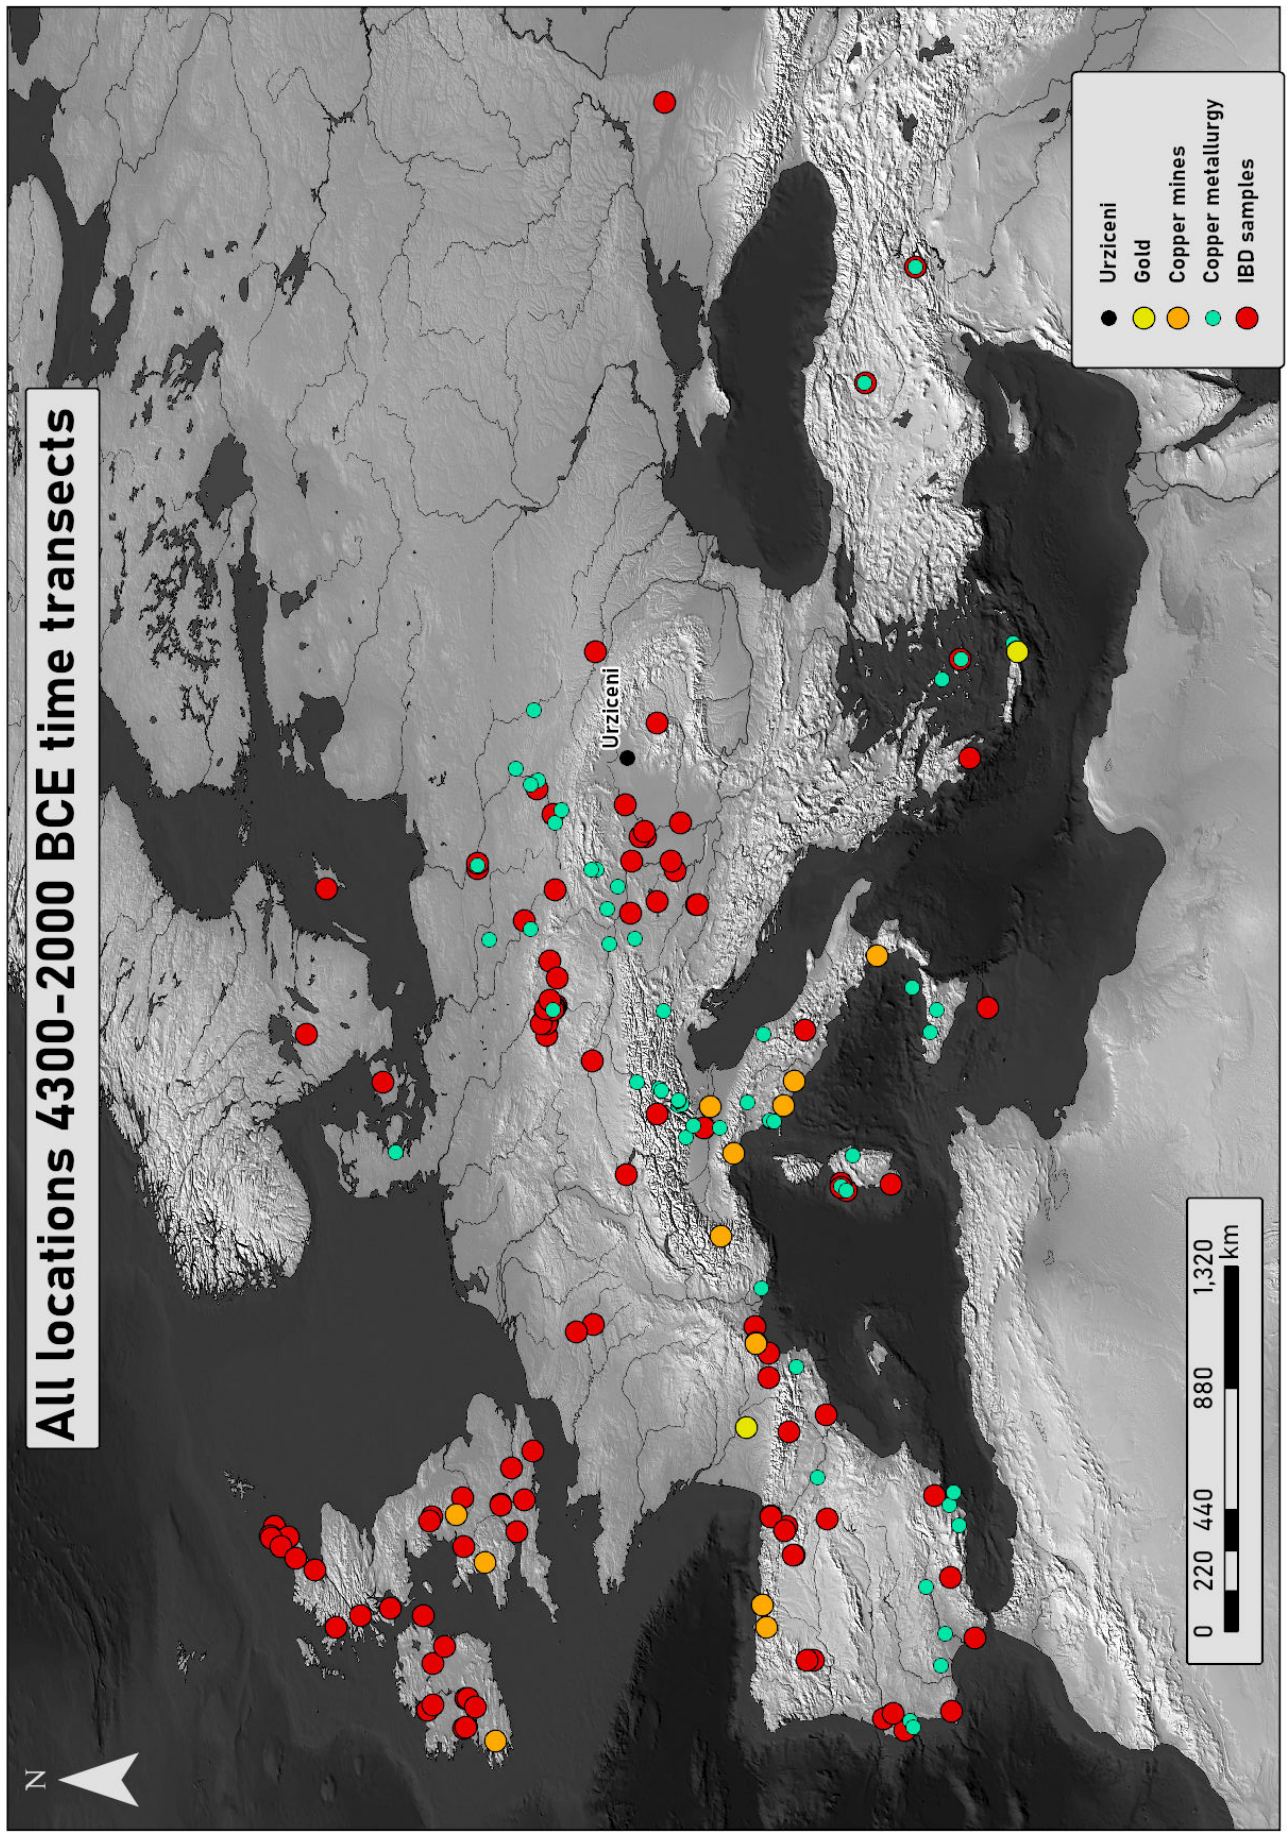 All locations 4300-2000 BCE time transects
N
Urziceni
Urziceni
Gold
Copper mines
Copper metallurgy
IBD samples
0 220 440 880 1,320
km